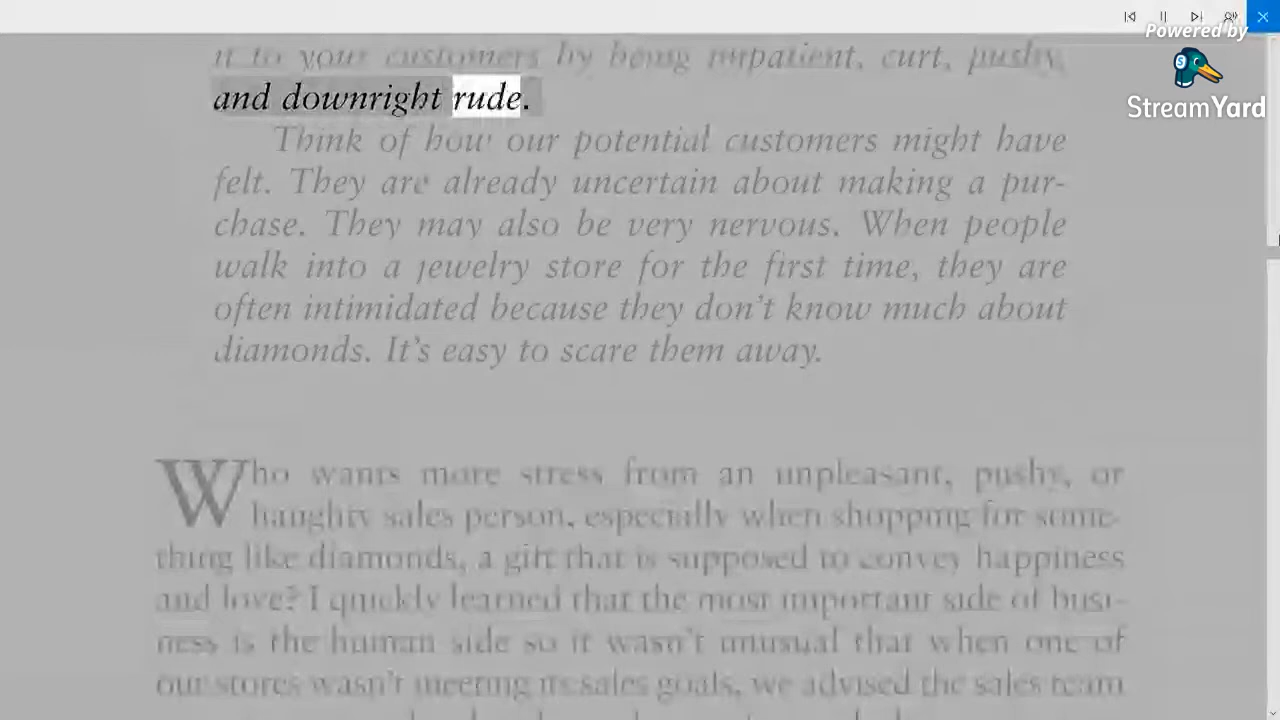 Powered by
StreamYard
it to your customers by being impatient, curt, pushy,
and downright rude.
Think of how our potential customers might have
felt. They are already uncertain about making a pur-
chase. They may also be very nervous. When people
walk into a jewelry store for the first time, they are
often intimidated because they don't know much about
diamonds. It's easy to scare them away.
Who wants more stress from an unpleasant, pushy, or
haughty sales person, especially when shopping for some-
thing like diamonds, a gift that is supposed to convey happiness
and love? I quickly learned that the most important side of busi-
ness is the human side so it wasn't unusual that when one of
our stores wasn't meeting its sales goals, we advised the sales team